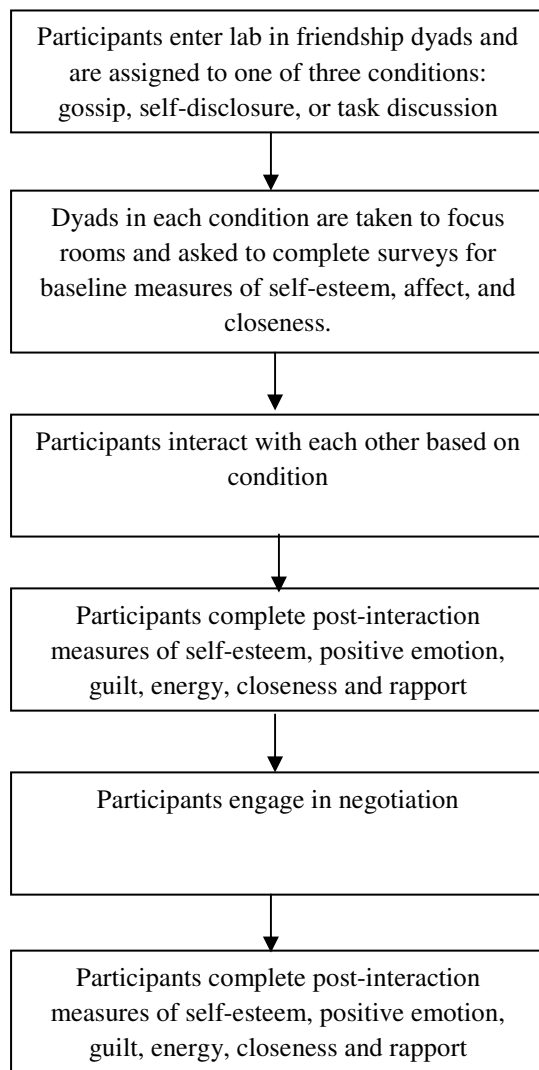 Participants enter lab in friendship dyads and
are assigned to one of three conditions:
gossip, self-disclosure, or task discussion
Dyads in each condition are taken to focus
rooms and asked to complete surveys for
baseline measures of self-esteem, affect, and
closeness.
Participants interact with each other based on
condition
Participants complete post-interaction
measures of self-esteem, positive emotion,
guilt, energy, closeness and rapport
Participants engage in negotiation
Participants complete post-interaction
measures of self-esteem, positive emotion,
guilt, energy, closeness and rapport